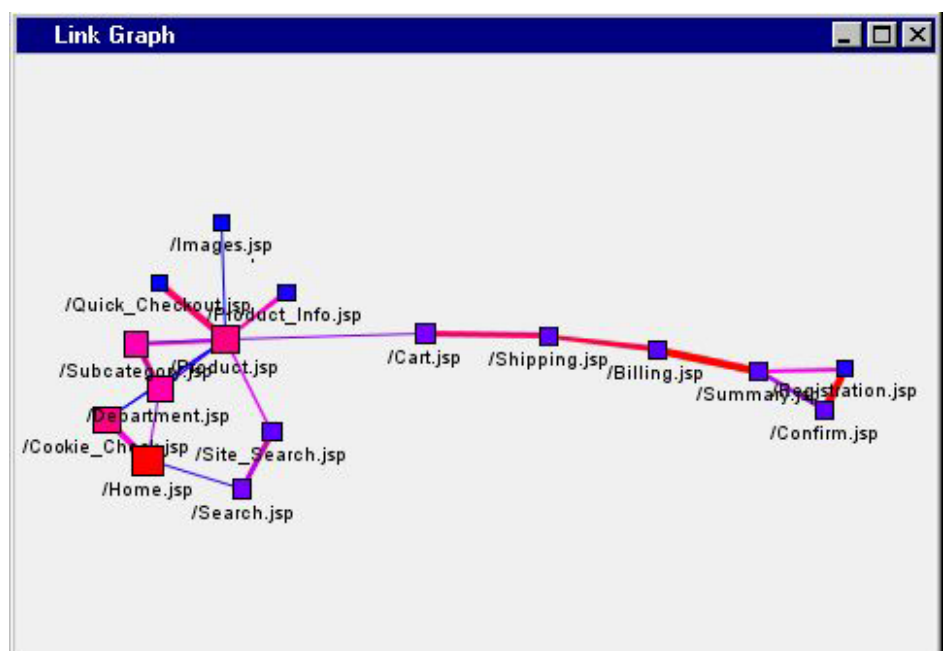 Link Graph
/Images.jsp
/Quick_Checkout.jsp
/Product_Info.jsp
/Cart.jsp
/Shipping.jsp
/Subcategory.jsp
/Product.jsp
/Billing.jsp
/Summary.jsp
/Registration.jsp
/Department.jsp
/Confirm.jsp
/Cookie_Check.jsp
/Site_Search.jsp
/Home.jsp
/Search.jsp